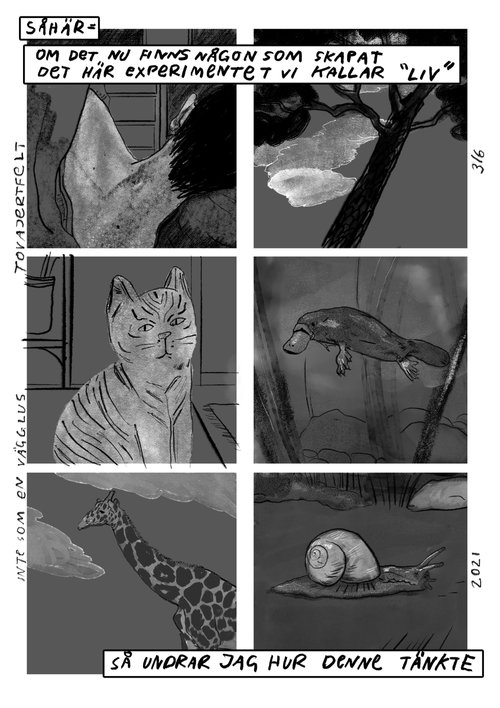 SÅHÄR=
OM DET NU FINNS NÅGON SOM SKAPAT
DET HÄR EXPERIMENTET VI KALLAR "LIV"
TOVAGERTFELT
3/6
INTE SOM EN VÄGGLUS
2021
SÅ UNDRAR JAG HUR DENNE TÄNKTE